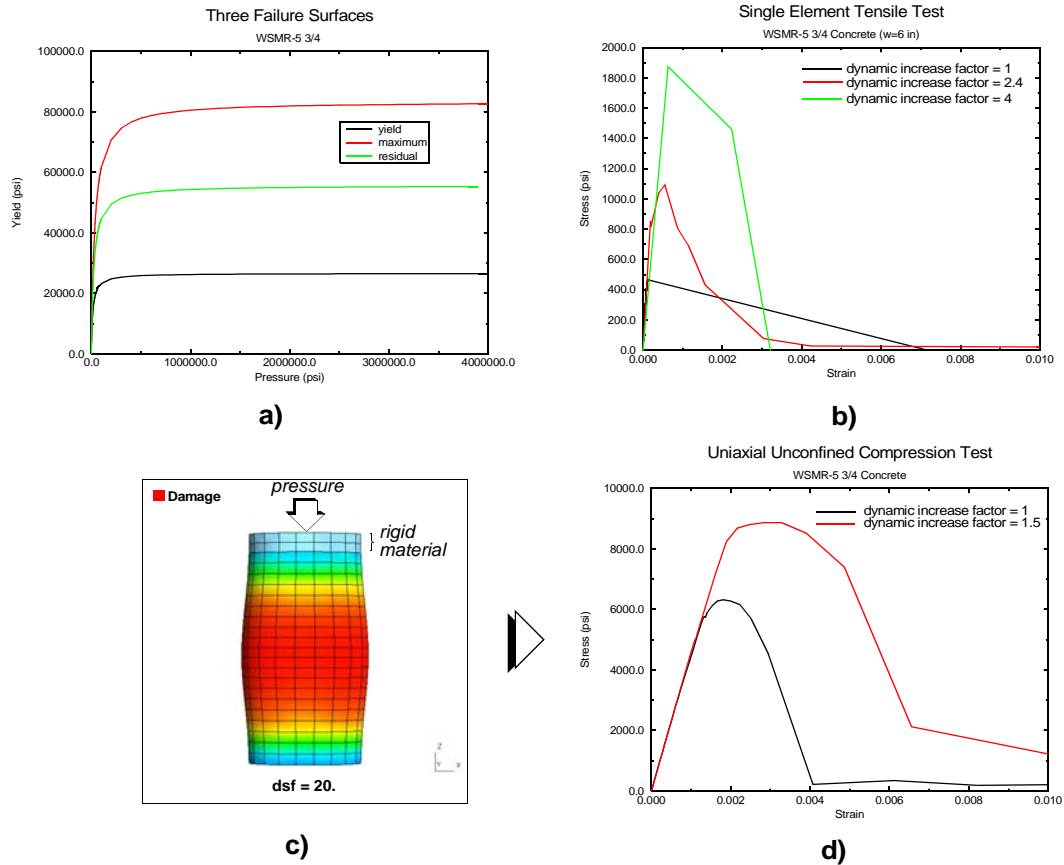 Three Failure Surfaces
WSMR-5 3/4
100000.0
80000.0
60000.0
40000.0
20000.0
0.0
Yield (psi)
yield
maximum
residual
0.0
1000000.0
2000000.0
3000000.0
4000000.0
Pressure (psi)
a)
Single Element Tensile Test
WSMR-5 3/4 Concrete (w=6 in)
2000.0
1800.0
1600.0
1400.0
1200.0
1000.0
800.0
600.0
400.0
200.0
0.0
Stress (psi)
dynamic increase factor = 1
dynamic increase factor = 2.4
dynamic increase factor = 4
0.000
0.002
0.004
0.006
0.008
0.010
Strain
b)
Damage
pressure
rigid
material
Z
Y
X
dsf = 20.
c)
Uniaxial Unconfined Compression Test
WSMR-5 3/4 Concrete
10000.0
8000.0
6000.0
4000.0
2000.0
0.0
Stress (psi)
dynamic increase factor = 1
dynamic increase factor = 1.5
0.000
0.002
0.004
0.006
0.008
0.010
Strain
d)